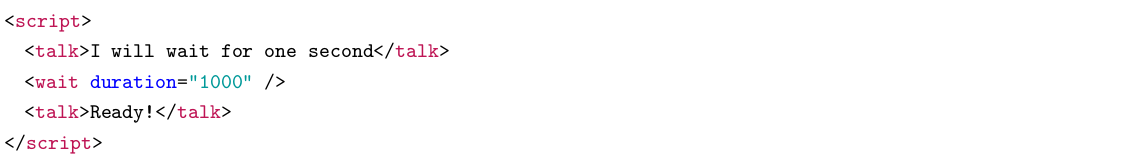 <script>
  <talk>I will wait for one second</talk>
  <wait duration="1000" />
  <talk>Ready!</talk>
</script>